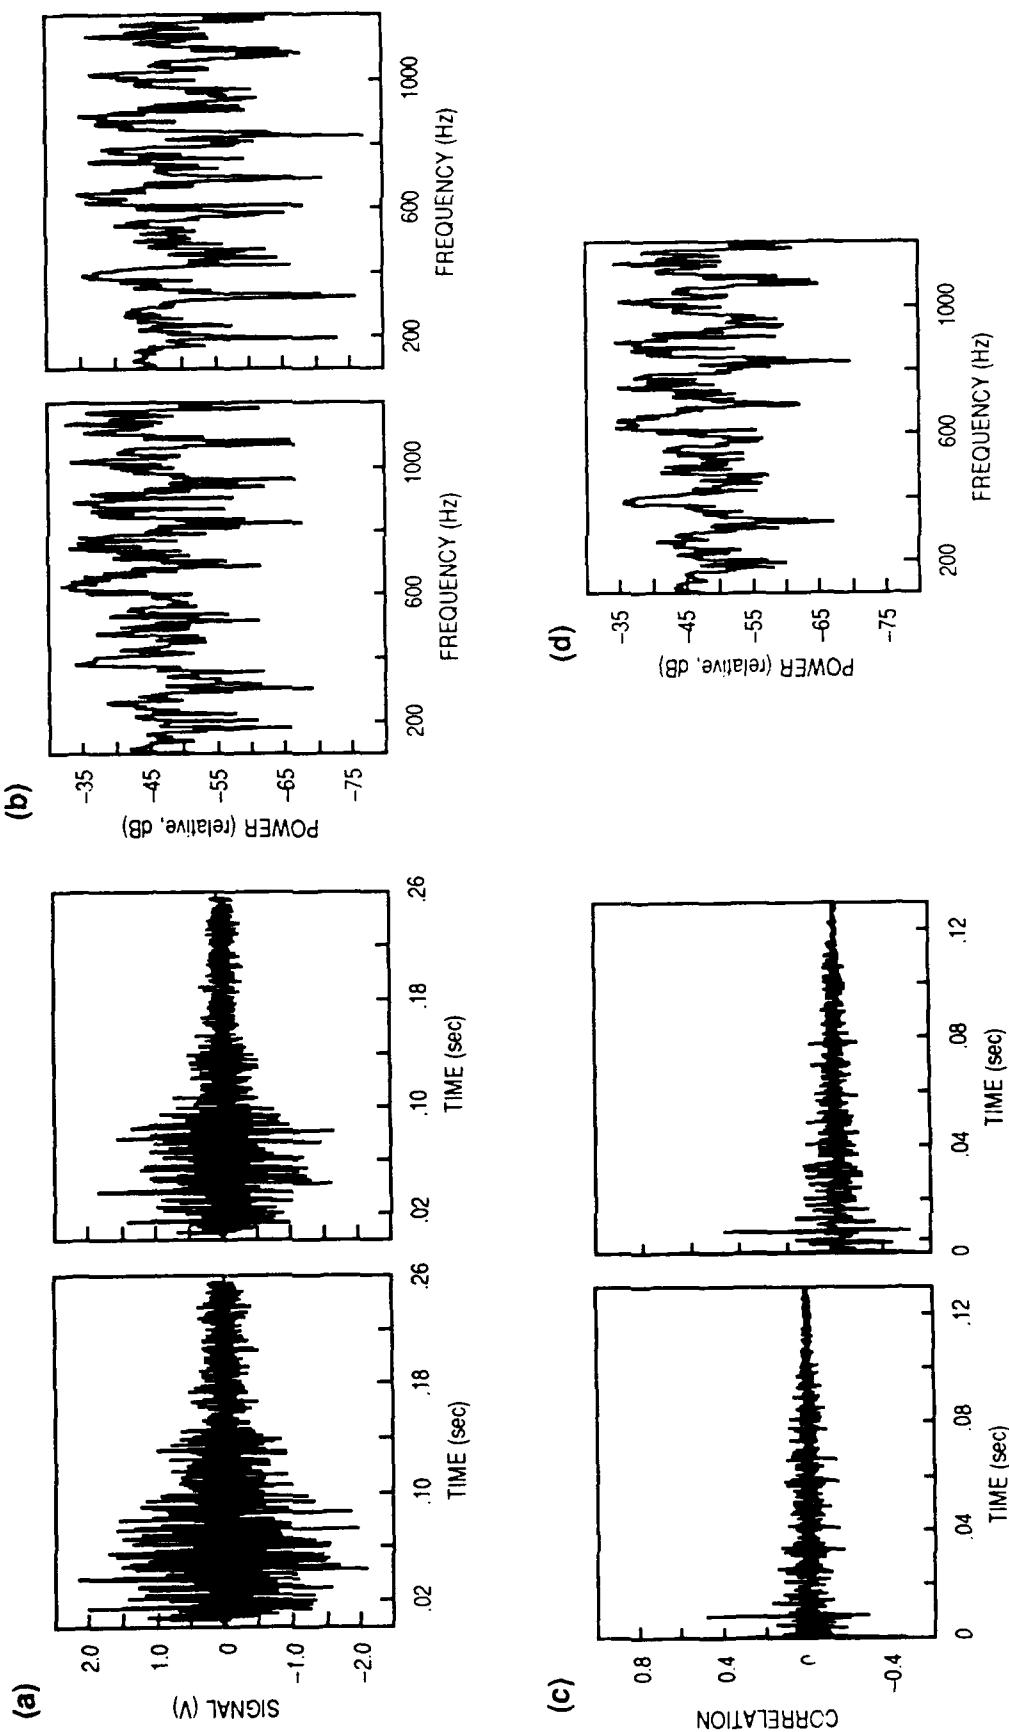 (a)
SIGNAL (V)
2.0
1.0
0
-1.0
-2.0
.02
.10
.18
.26
TIME (sec)
.02
.10
.18
.26
TIME (sec)
(b)
POWER (relative, dB)
-35
-45
-55
-65
-75
200
600
1000
FREQUENCY (Hz)
200
600
1000
FREQUENCY (Hz)
(c)
CORRELATION
0.8
0.4
-0.4
0
.04
.08
.12
TIME (sec)
0
.04
.08
.12
TIME (sec)
(d)
POWER (relative, dB)
-35
-45
-55
-65
-75
200
600
1000
FREQUENCY (Hz)